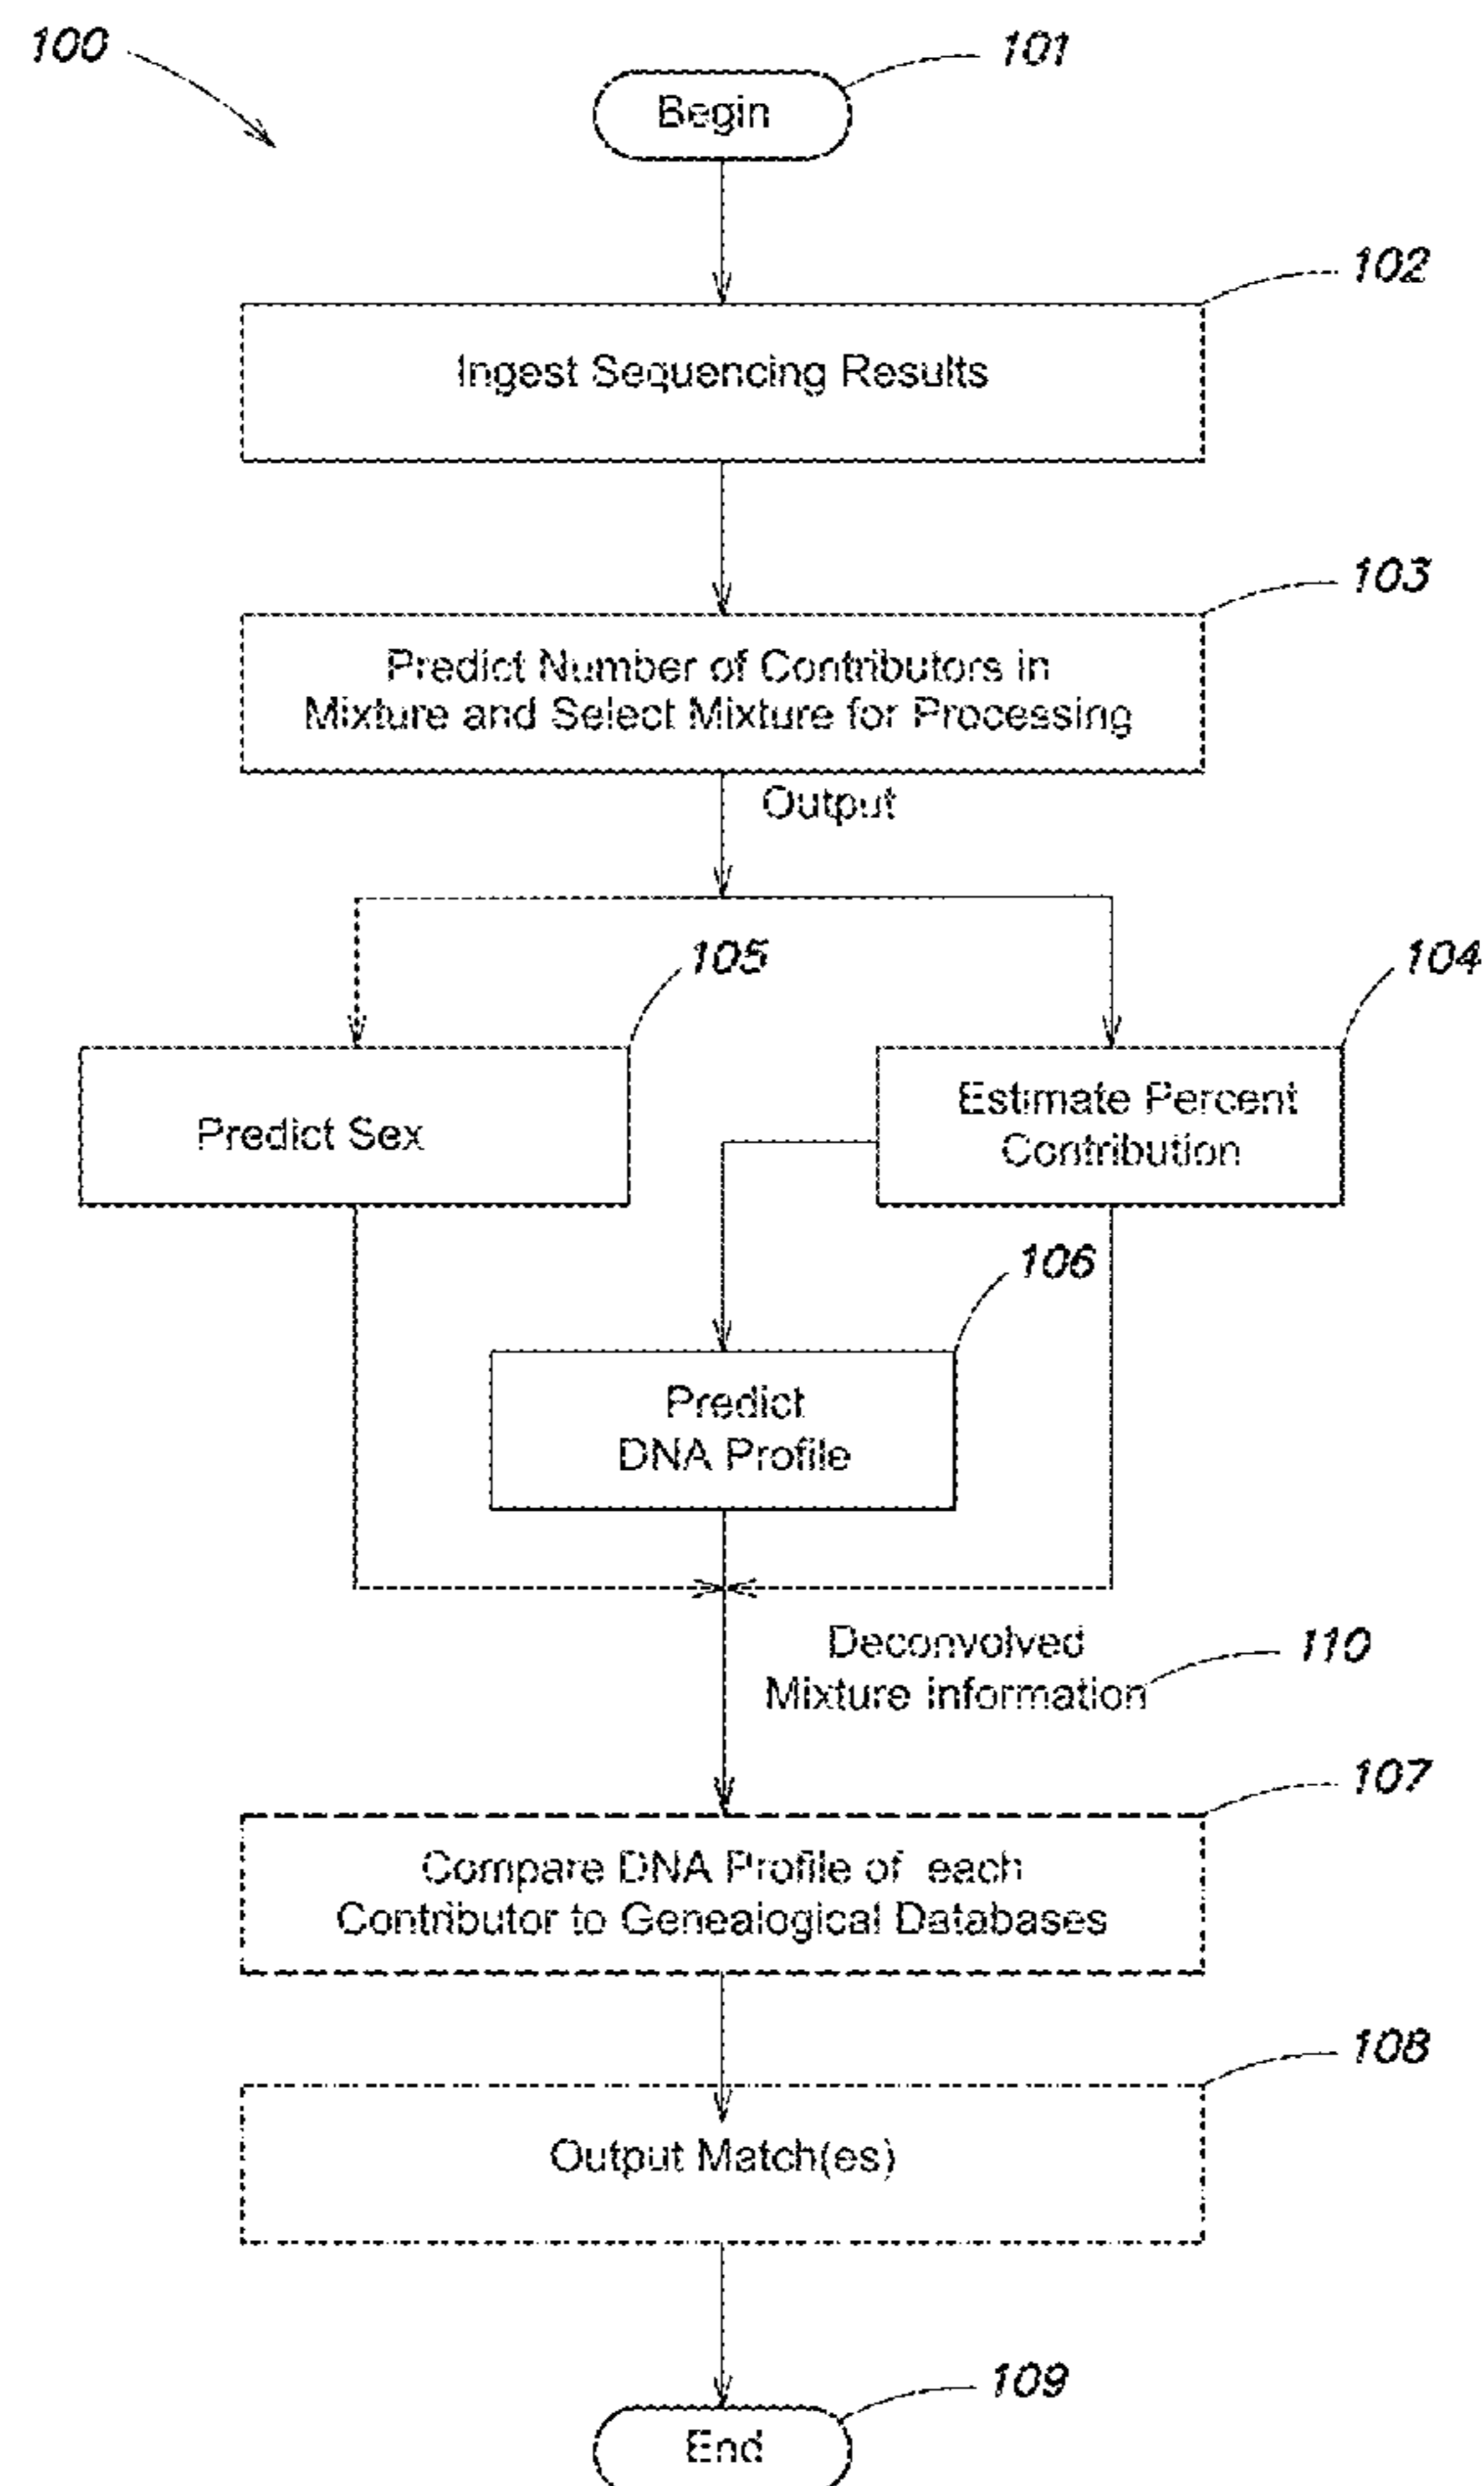 100
101
Begin
102
Ingest Sequencing Results
103
Predict Number of Contributors in
Mixture and Select Mixture for Processing
Output
105
104
Predict Sex
Estimate Percent
Contribution
106
Predict
DNA Profile
Deconvolved
Mixture information
110
107
Compare DNA Profile of each
Contributor to Genealogical Databases
108
Output Match(es)
109
End